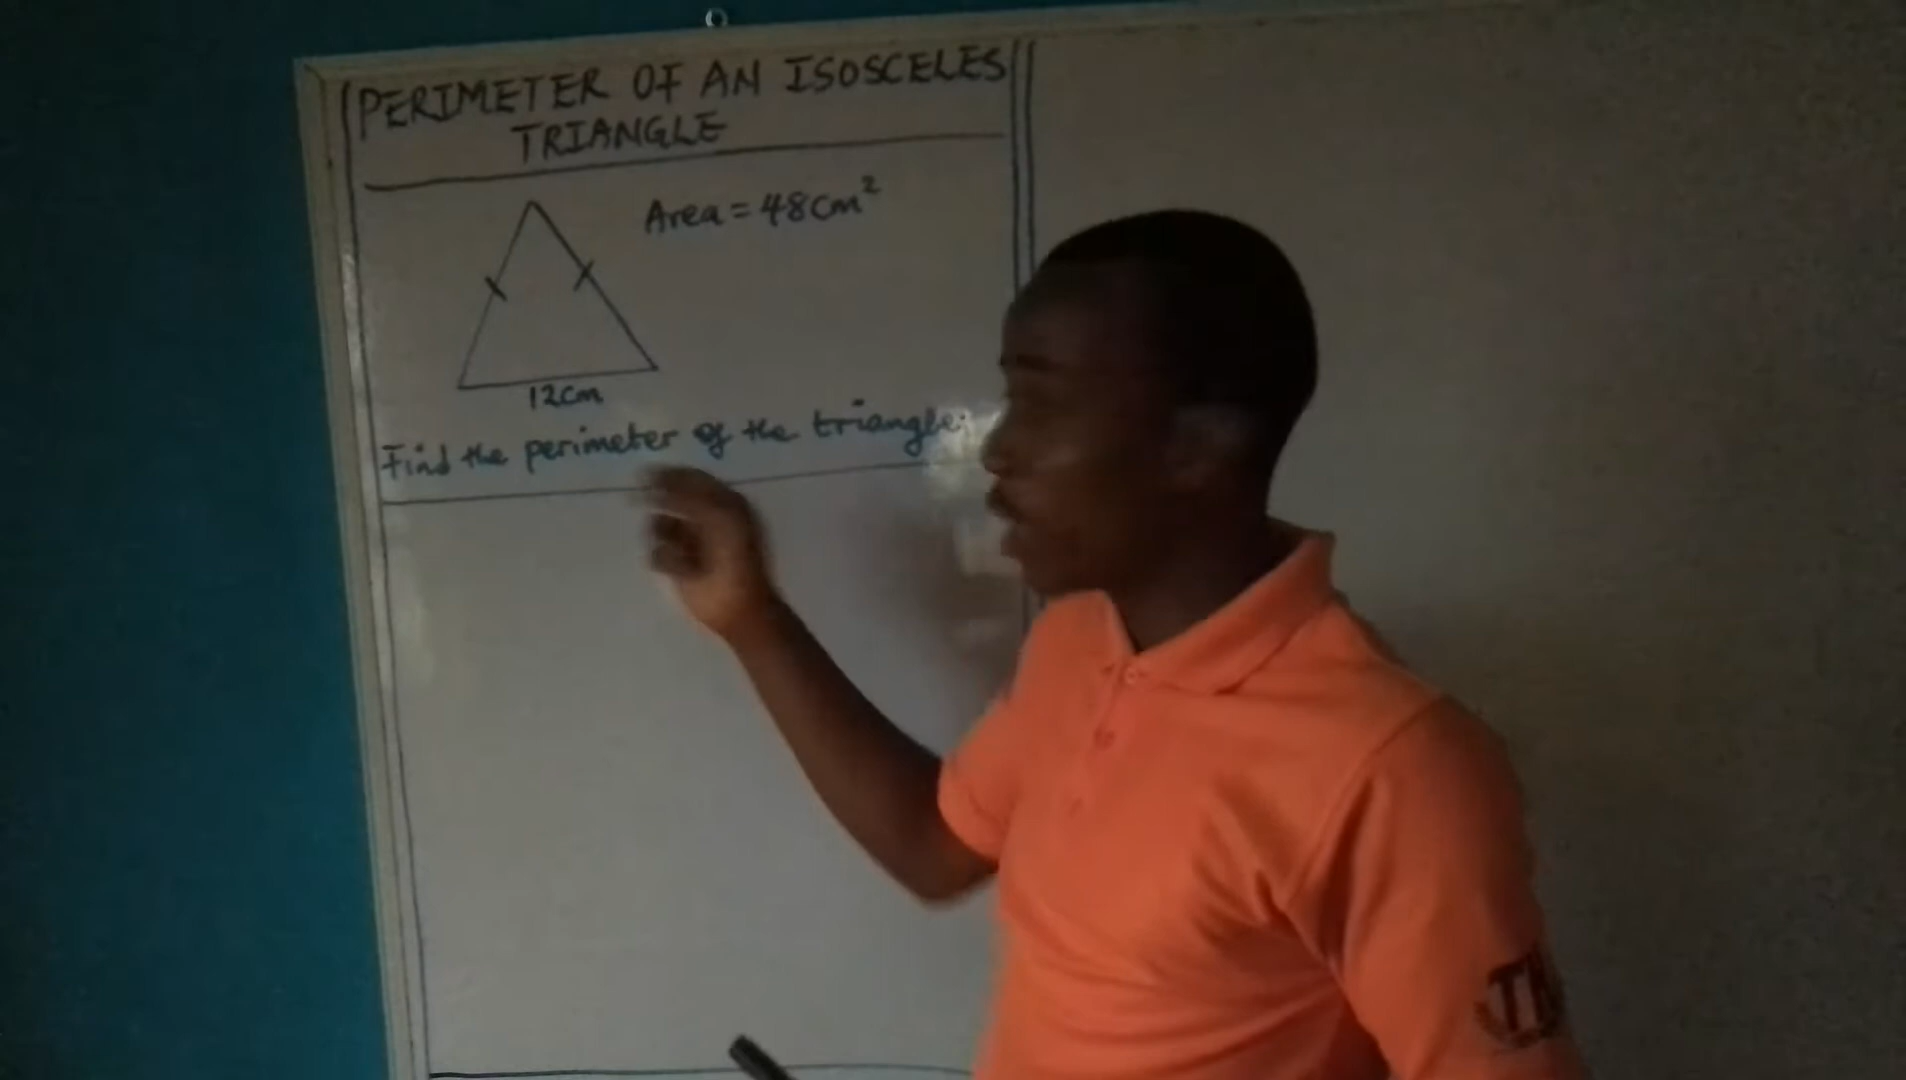 PERIMETER OF AN ISOSCELES
TRIANGLE
Area = 48cm²
12cm
Find the perimeter of the triangle.